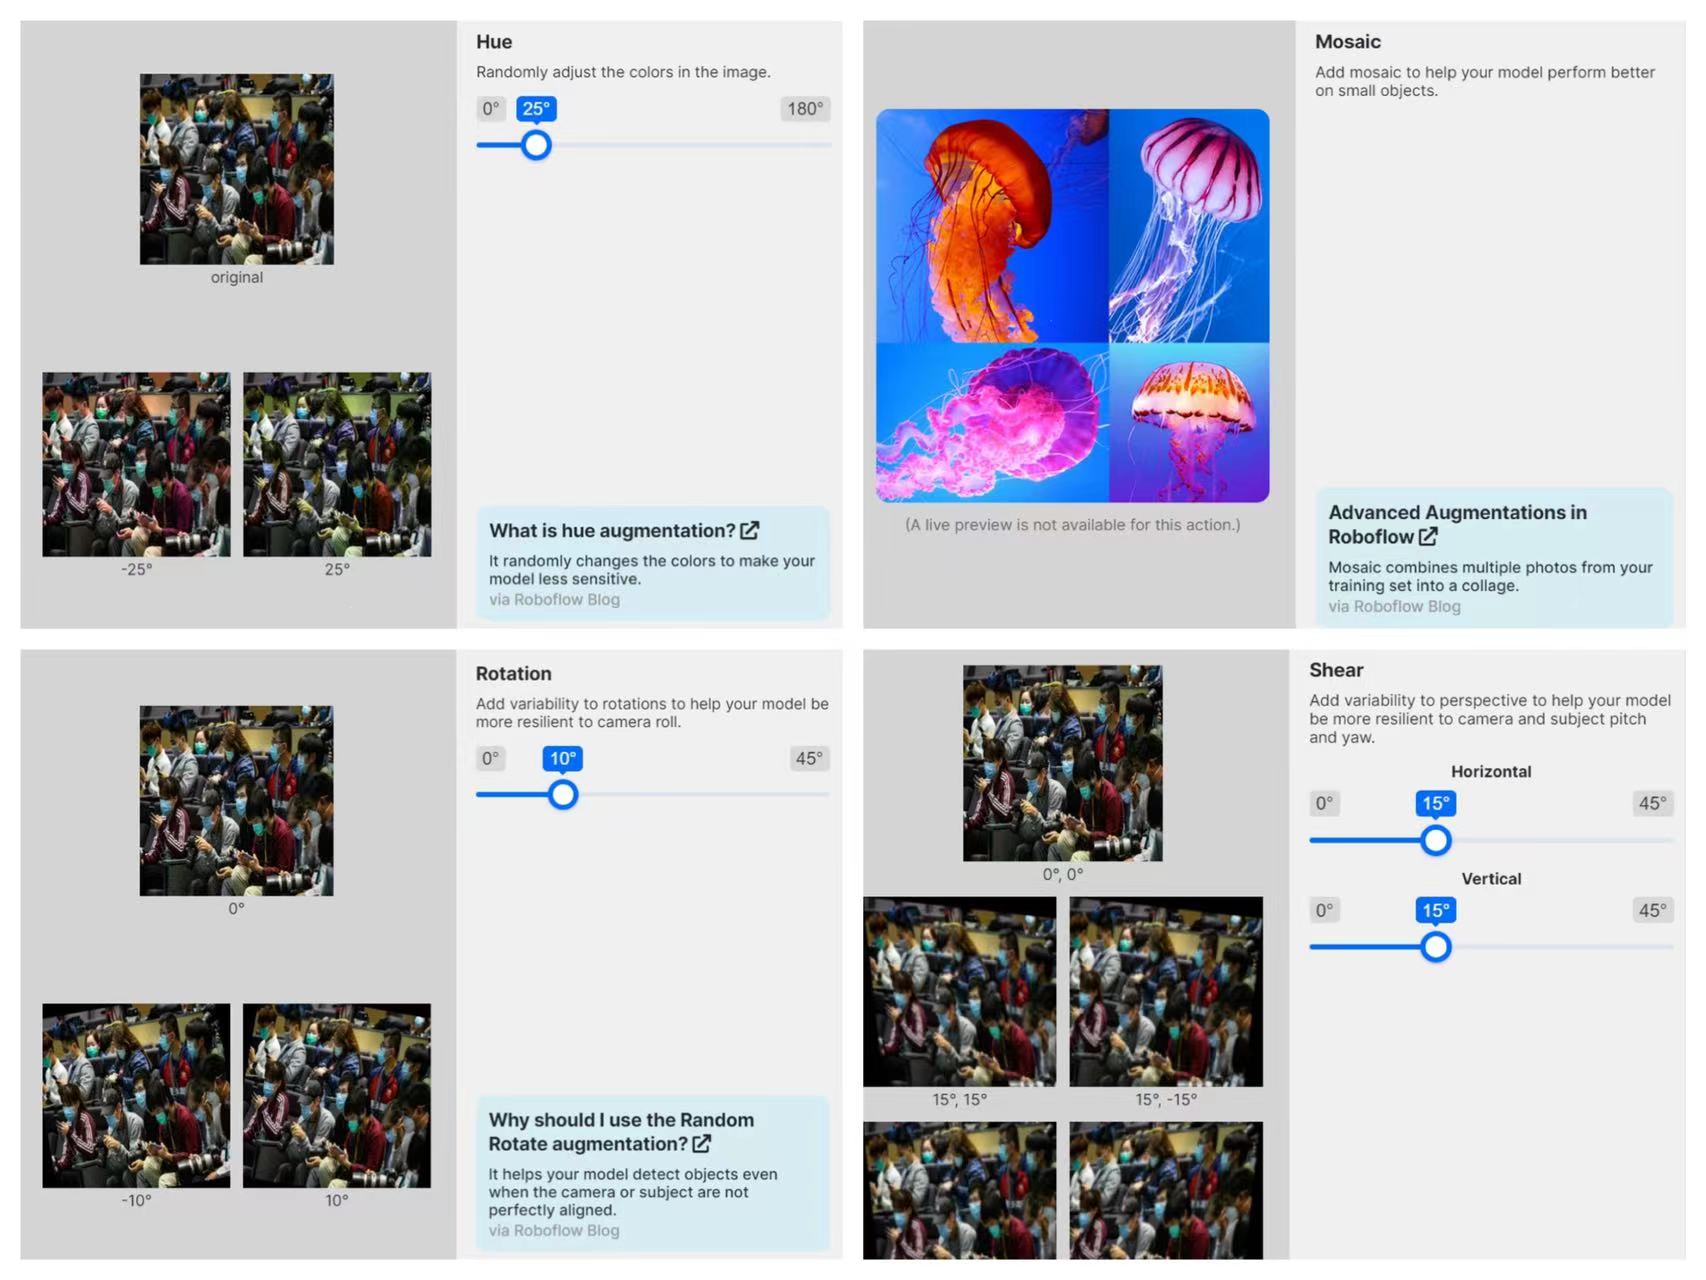 Hue
Randomly adjust the colors in the image.
0°
25°
180°
original
-25°
25°
What is hue augmentation?
It randomly changes the colors to make your
model less sensitive.
via Roboflow Blog
Mosaic
Add mosaic to help your model perform better
on small objects.
(A live preview is not available for this action.)
Advanced Augmentations in
Roboflow
Mosaic combines multiple photos from your
training set into a collage.
via Roboflow Blog
Rotation
Add variability to rotations to help your model be
more resilient to camera roll.
0°
10°
45°
0°
-10°
10°
Why should I use the Random
Rotate augmentation?
It helps your model detect objects even
when the camera or subject are not
perfectly aligned.
via Roboflow Blog
Shear
Add variability to perspective to help your model
be more resilient to camera and subject pitch
and yaw.
Horizontal
0°
15°
45°
Vertical
0°
15°
45°
0°, 0°
15°, 15°
15°, -15°